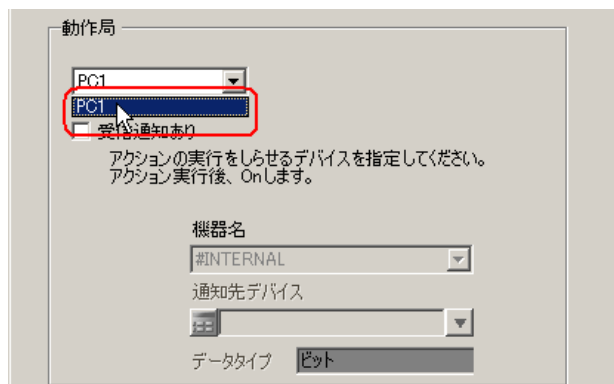 動作局
PC1
PC1
受信通知あり
アクションの実行をしらせるデバイスを指定してください。
アクション実行後、Onします。
機器名
#INTERNAL
通知先デバイス
データタイプ ビット